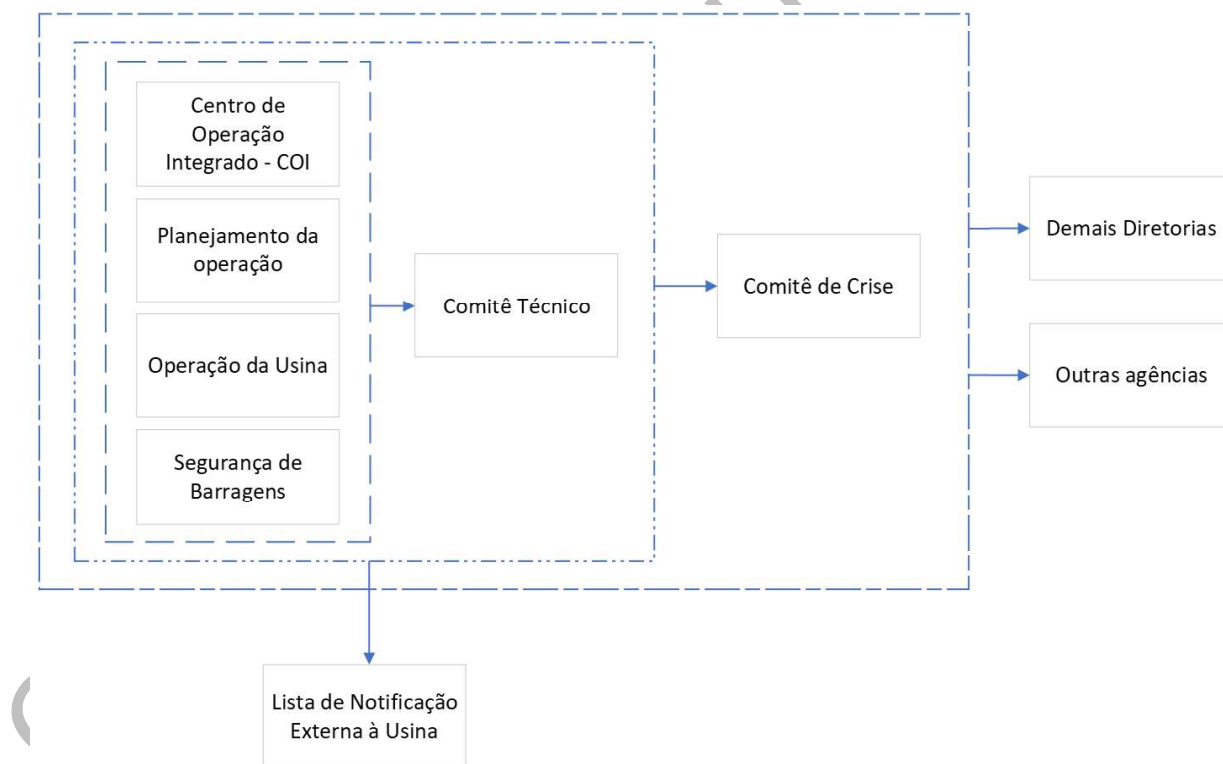 Centro de
Operação
Integrado - COI
Planejamento da
operação
Operação da Usina
Segurança de
Barragens
Comitê Técnico
Comitê de Crise
Demais Diretorias
Outras agências
Lista de Notificação
Externa à Usina